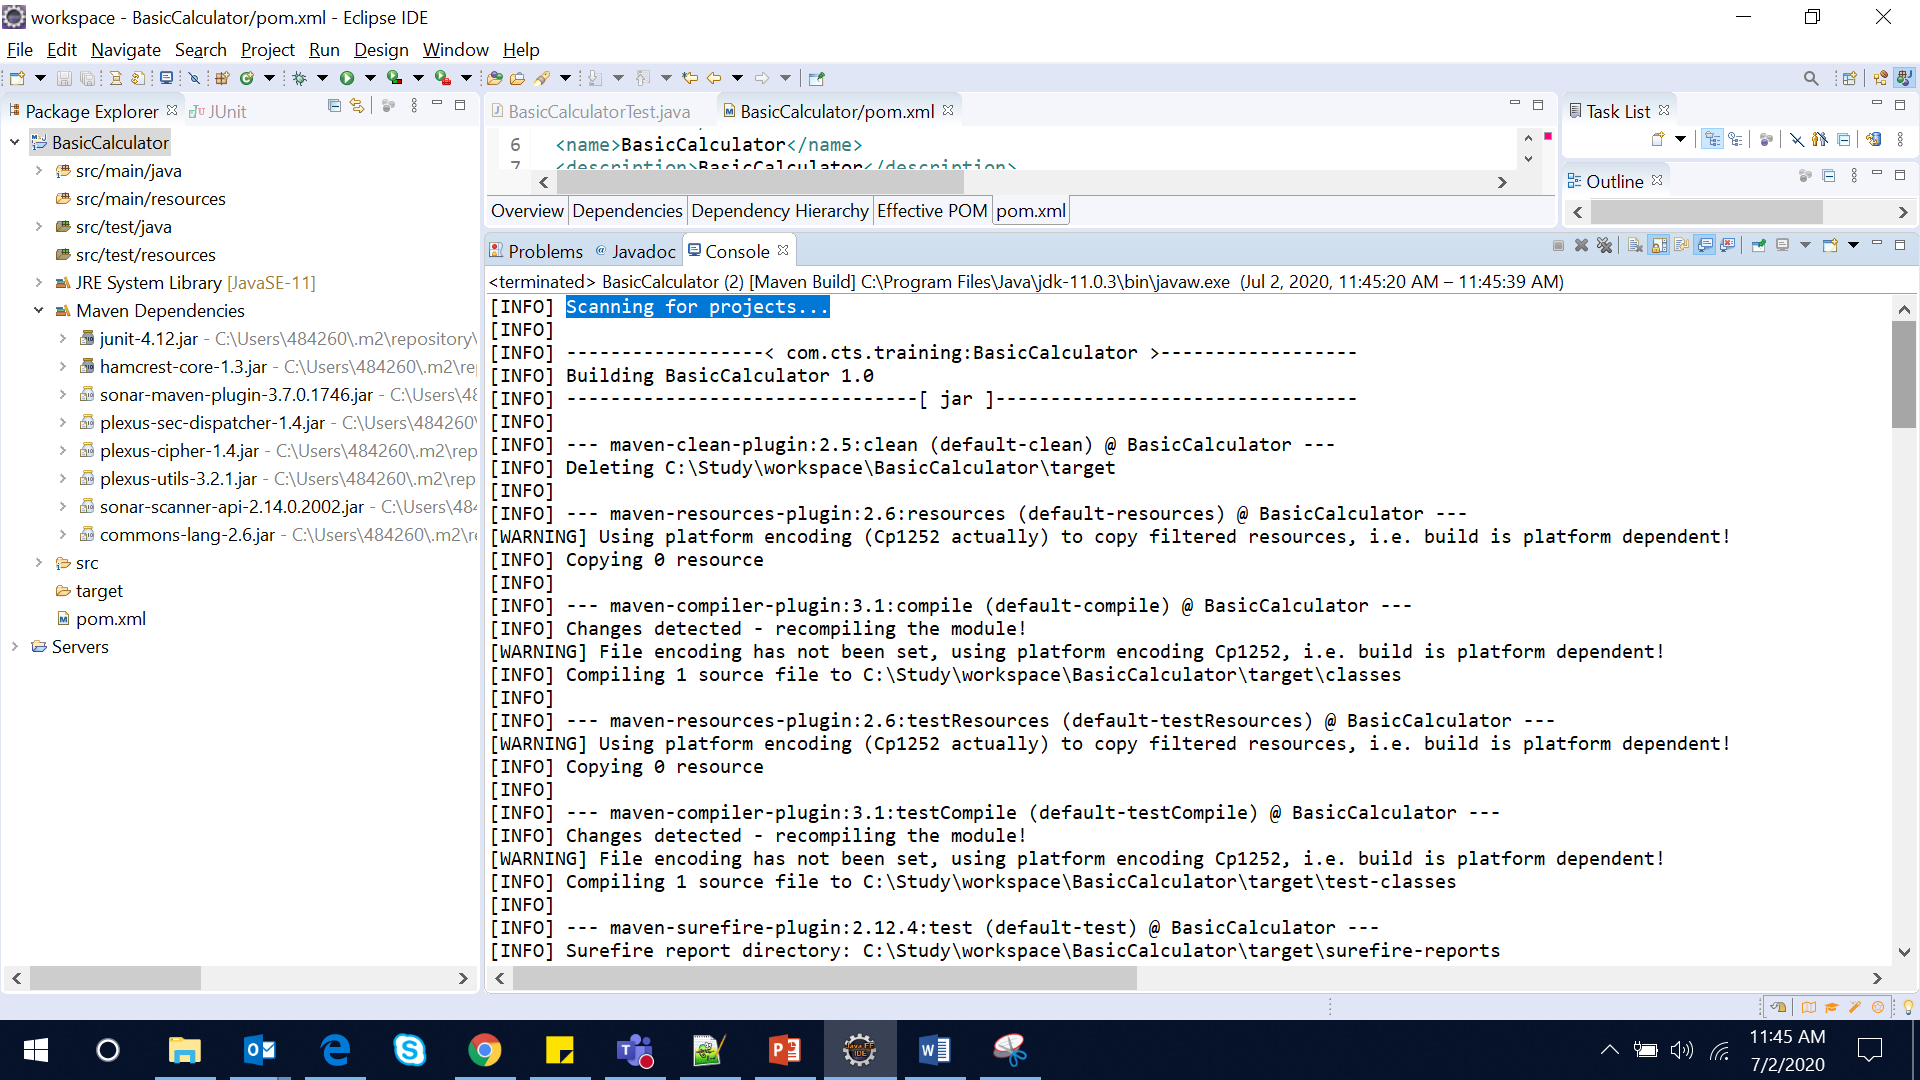 workspace - BasicCalculator/pom.xml - Eclipse IDE
File Edit Navigate Search Project Run Design Window Help
Package Explorer
JUnit
BasicCalculator
src/main/java
src/main/resources
src/test/java
src/test/resources
JRE System Library [JavaSE-11]
Maven Dependencies
junit-4.12.jar - C:\Users\484260\.m2\repository\
hamcrest-core-1.3.jar - C:\Users\484260\.m2\re
sonar-maven-plugin-3.7.0.1746.jar - C:\Users\48
plexus-sec-dispatcher-1.4.jar - C:\Users\484260\
plexus-cipher-1.4.jar - C:\Users\484260\.m2\rep
plexus-utils-3.2.1.jar - C:\Users\484260\.m2\rep
sonar-scanner-api-2.14.0.2002.jar - C:\Users\484
commons-lang-2.6.jar - C:\Users\484260\.m2\re
src
target
pom.xml
Servers
BasicCalculatorTest.java
BasicCalculator/pom.xml
6 <name>BasicCalculator</name>
7 <description>BasicCalculator</description>
Overview Dependencies Dependency Hierarchy Effective POM pom.xml
Task List
Outline
Problems Javadoc Console
<terminated> BasicCalculator (2) [Maven Build] C:\Program Files\Java\jdk-11.0.3\bin\javaw.exe (Jul 2, 2020, 11:45:20 AM – 11:45:39 AM)
[INFO] Scanning for projects...
[INFO]
[INFO] ------------------< com.cts.training:BasicCalculator >------------------
[INFO] Building BasicCalculator 1.0
[INFO] --------------------------------[ jar ]---------------------------------
[INFO]
[INFO] --- maven-clean-plugin:2.5:clean (default-clean) @ BasicCalculator ---
[INFO] Deleting C:\Study\workspace\BasicCalculator\target
[INFO]
[INFO] --- maven-resources-plugin:2.6:resources (default-resources) @ BasicCalculator ---
[WARNING] Using platform encoding (Cp1252 actually) to copy filtered resources, i.e. build is platform dependent!
[INFO] Copying 0 resource
[INFO]
[INFO] --- maven-compiler-plugin:3.1:compile (default-compile) @ BasicCalculator ---
[INFO] Changes detected - recompiling the module!
[WARNING] File encoding has not been set, using platform encoding Cp1252, i.e. build is platform dependent!
[INFO] Compiling 1 source file to C:\Study\workspace\BasicCalculator\target\classes
[INFO]
[INFO] --- maven-resources-plugin:2.6:testResources (default-testResources) @ BasicCalculator ---
[WARNING] Using platform encoding (Cp1252 actually) to copy filtered resources, i.e. build is platform dependent!
[INFO] Copying 0 resource
[INFO]
[INFO] --- maven-compiler-plugin:3.1:testCompile (default-testCompile) @ BasicCalculator ---
[INFO] Changes detected - recompiling the module!
[WARNING] File encoding has not been set, using platform encoding Cp1252, i.e. build is platform dependent!
[INFO] Compiling 1 source file to C:\Study\workspace\BasicCalculator\target\test-classes
[INFO]
[INFO] --- maven-surefire-plugin:2.12.4:test (default-test) @ BasicCalculator ---
[INFO] Surefire report directory: C:\Study\workspace\BasicCalculator\target\surefire-reports
11:45 AM
7/2/2020